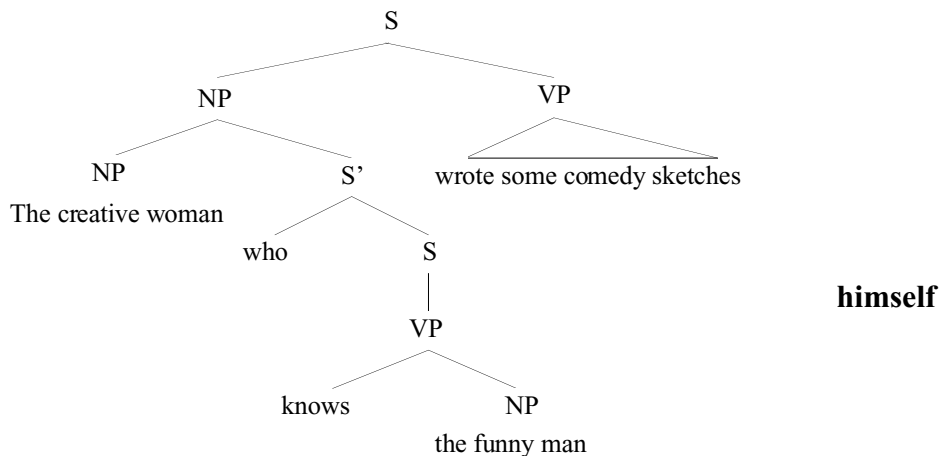 S
NP VP
NP S’ wrote some comedy sketches
The creative woman
who S
himself
VP
knows NP
the funny man